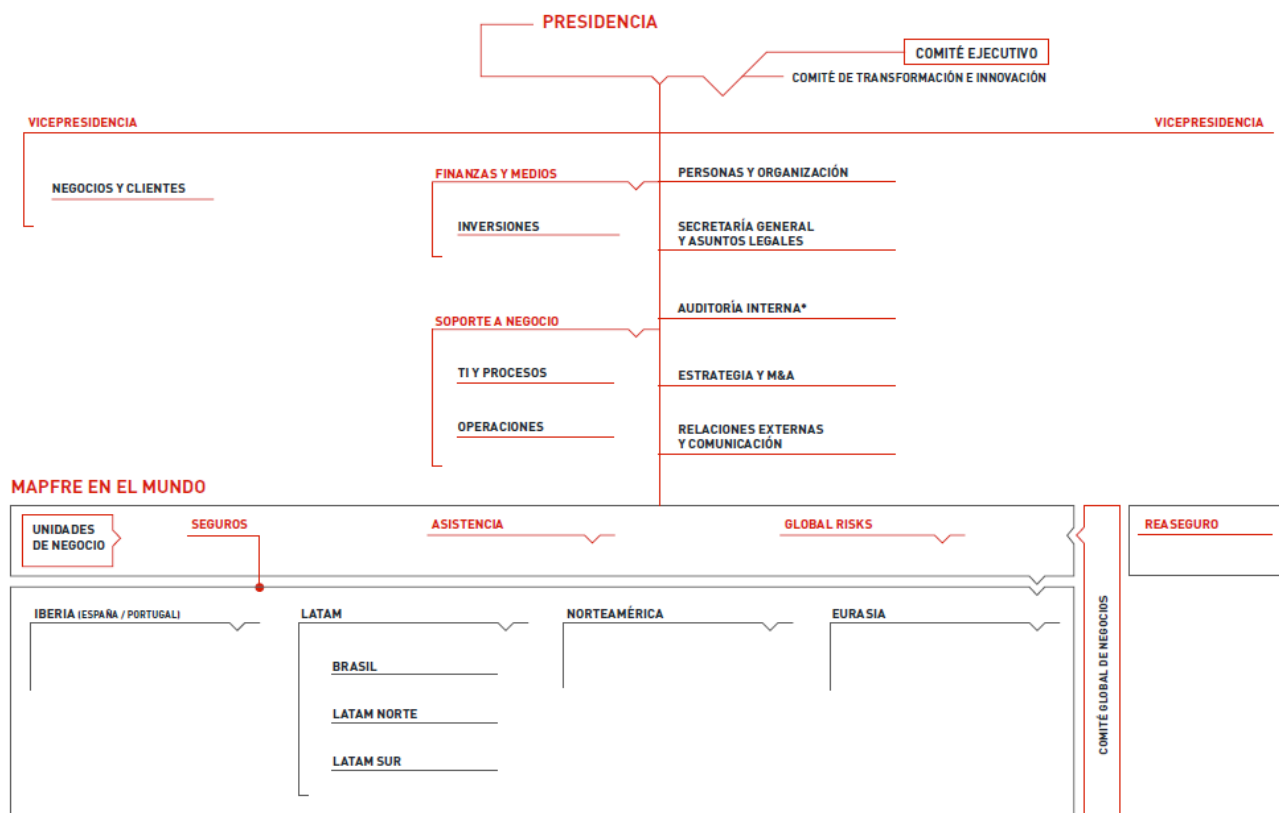 PRESIDENCIA
COMITÉ EJECUTIVO
COMITÉ DE TRANSFORMACIÓN E INNOVACIÓN
VICEPRESIDENCIA
VICEPRESIDENCIA
NEGOCIOS Y CLIENTES
FINANZAS Y MEDIOS
INVERSIONES
SOPORTE A NEGOCIO
TI Y PROCESOS
OPERACIONES
PERSONAS Y ORGANIZACIÓN
SECRETARÍA GENERAL
Y ASUNTOS LEGALES
AUDITORÍA INTERNA*
ESTRATEGIA Y M&A
RELACIONES EXTERNAS
Y COMUNICACIÓN
MAPFRE EN EL MUNDO
UNIDADES
DE NEGOCIO
SEGUROS
ASISTENCIA
GLOBAL RISKS
REASEGURO
IBERIA (ESPAÑA / PORTUGAL)
LATAM
BRASIL
LATAM NORTE
LATAM SUR
NORTEAMÉRICA
EURASIA
COMITÉ GLOBAL DE NEGOCIOS